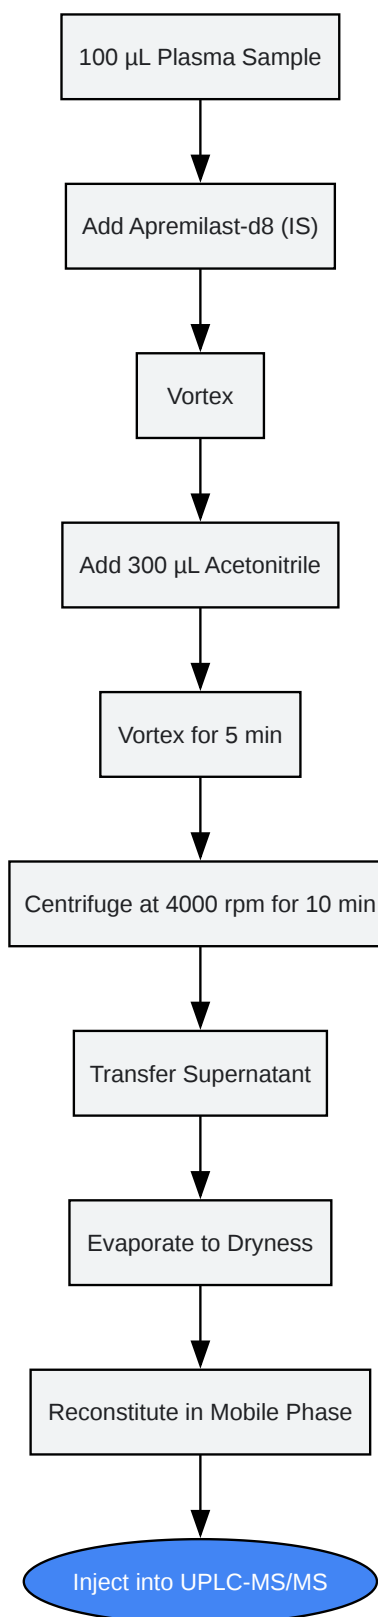 100 µL Plasma Sample
Add Apremilast-d8 (IS)
Vortex
Add 300 µL Acetonitrile
Vortex for 5 min
Centrifuge at 4000 rpm for 10 min
Transfer Supernatant
Evaporate to Dryness
Reconstitute in Mobile Phase
Inject into UPLC-MS/MS